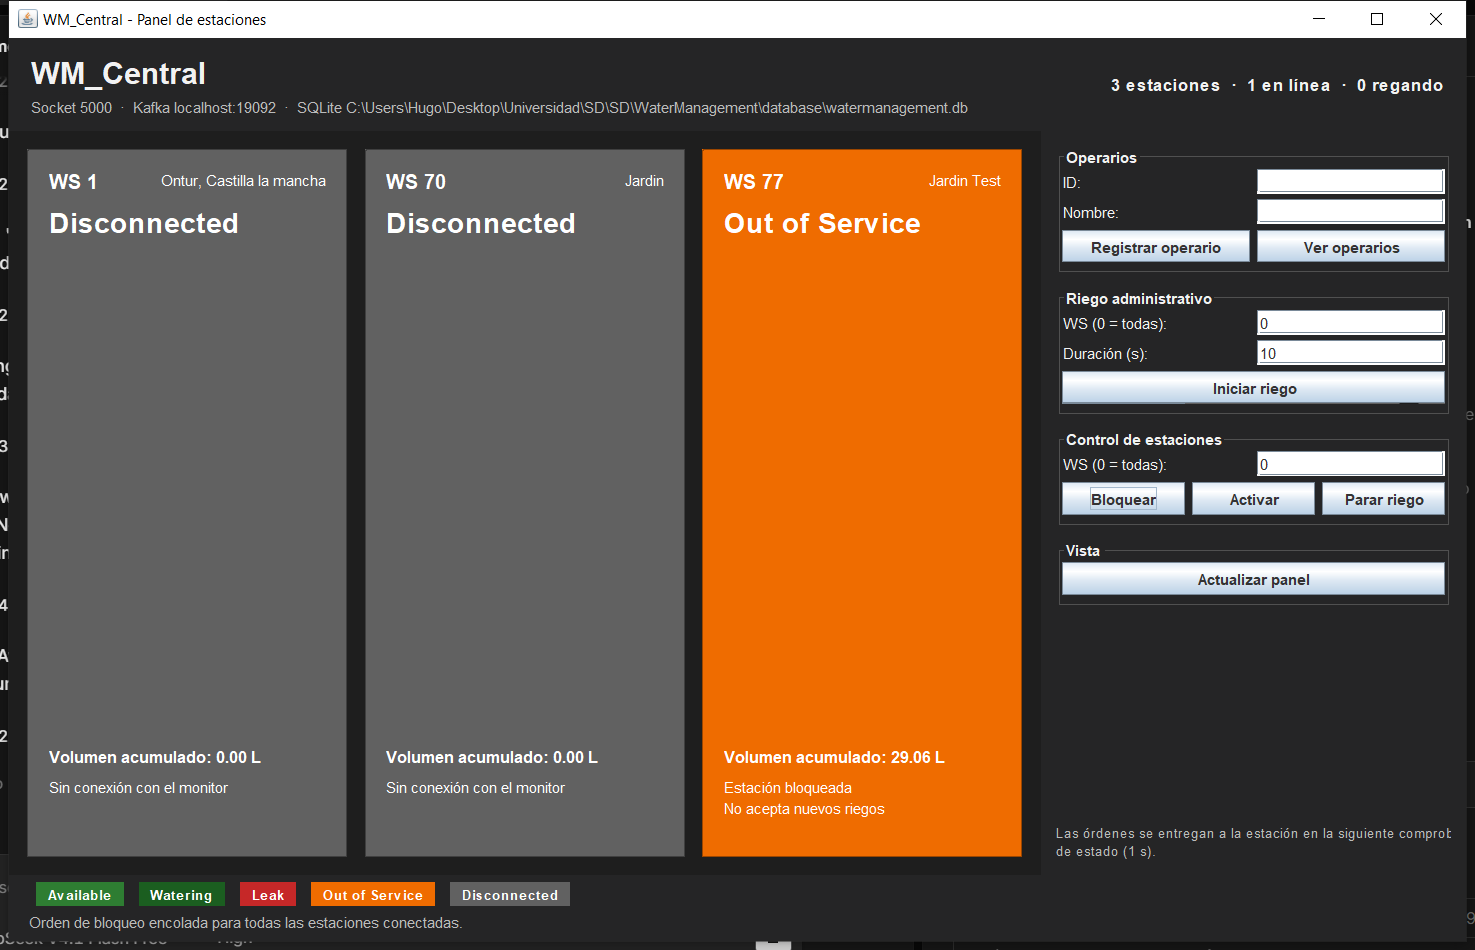 WM_Central - Panel de estaciones
WM_Central
Socket 5000 · Kafka localhost:19092 · SQLite C:\Users\Hugo\Desktop\Universidad\SD\SD\WaterManagement\database\watermanagement.db
3 estaciones · 1 en línea · 0 regando
WS 1
Ontur, Castilla la mancha
Disconnected
Volumen acumulado: 0.00 L
Sin conexión con el monitor
WS 70
Jardin
Disconnected
Volumen acumulado: 0.00 L
Sin conexión con el monitor
WS 77
Jardin Test
Out of Service
Volumen acumulado: 29.06 L
Estación bloqueada
No acepta nuevos riegos
Operarios
ID:
Nombre:
Registrar operario
Ver operarios
Riego administrativo
WS (0 = todas):
0
Duración (s):
10
Iniciar riego
Control de estaciones
WS (0 = todas):
0
Bloquear
Activar
Parar riego
Vista
Actualizar panel
Las órdenes se entregan a la estación en la siguiente comprob
de estado (1 s).
Available
Watering
Leak
Out of Service
Disconnected
Orden de bloqueo encolada para todas las estaciones conectadas.